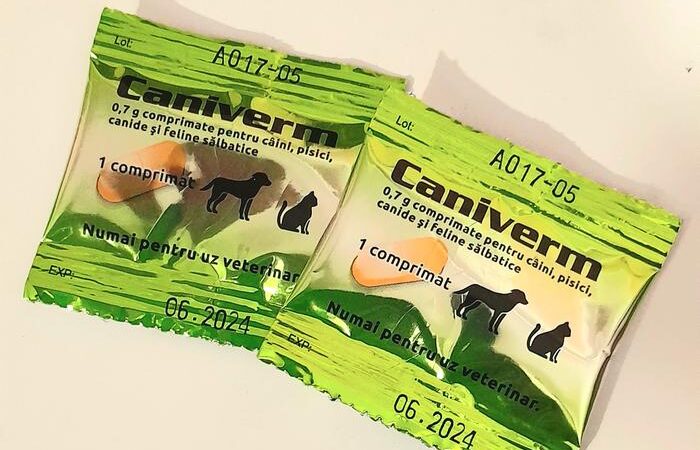 Lot:
A017-05
Caniverm
0,7 g comprimate pentru câini, pisici,
canide și feline sălbatice
1 comprimat
Numai pentru uz veterinar.
EXP:
06.2024
Lot:
A017-05
Caniverm
0,7 g comprimate pentru câini, pisici,
canide și feline sălbatice
1 comprimat
Numai pentru uz veterinar.
EXP:
06.2024